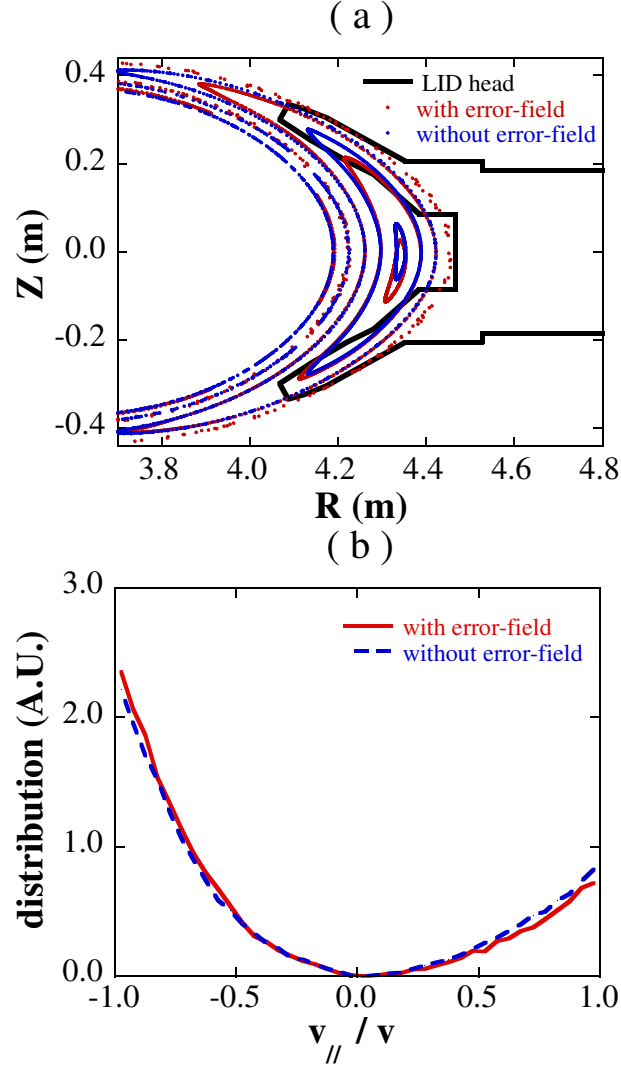 ( a )
0.4
0.2
0.0
-0.2
-0.4
Z (m)
LID head
with error-field
without error-field
3.8 4.0 4.2 4.4 4.6 4.8
R (m)
( b )
3.0
2.0
1.0
0.0
distribution (A.U.)
with error-field
without error-field
-1.0 -0.5 0.0 0.5 1.0
v// / v